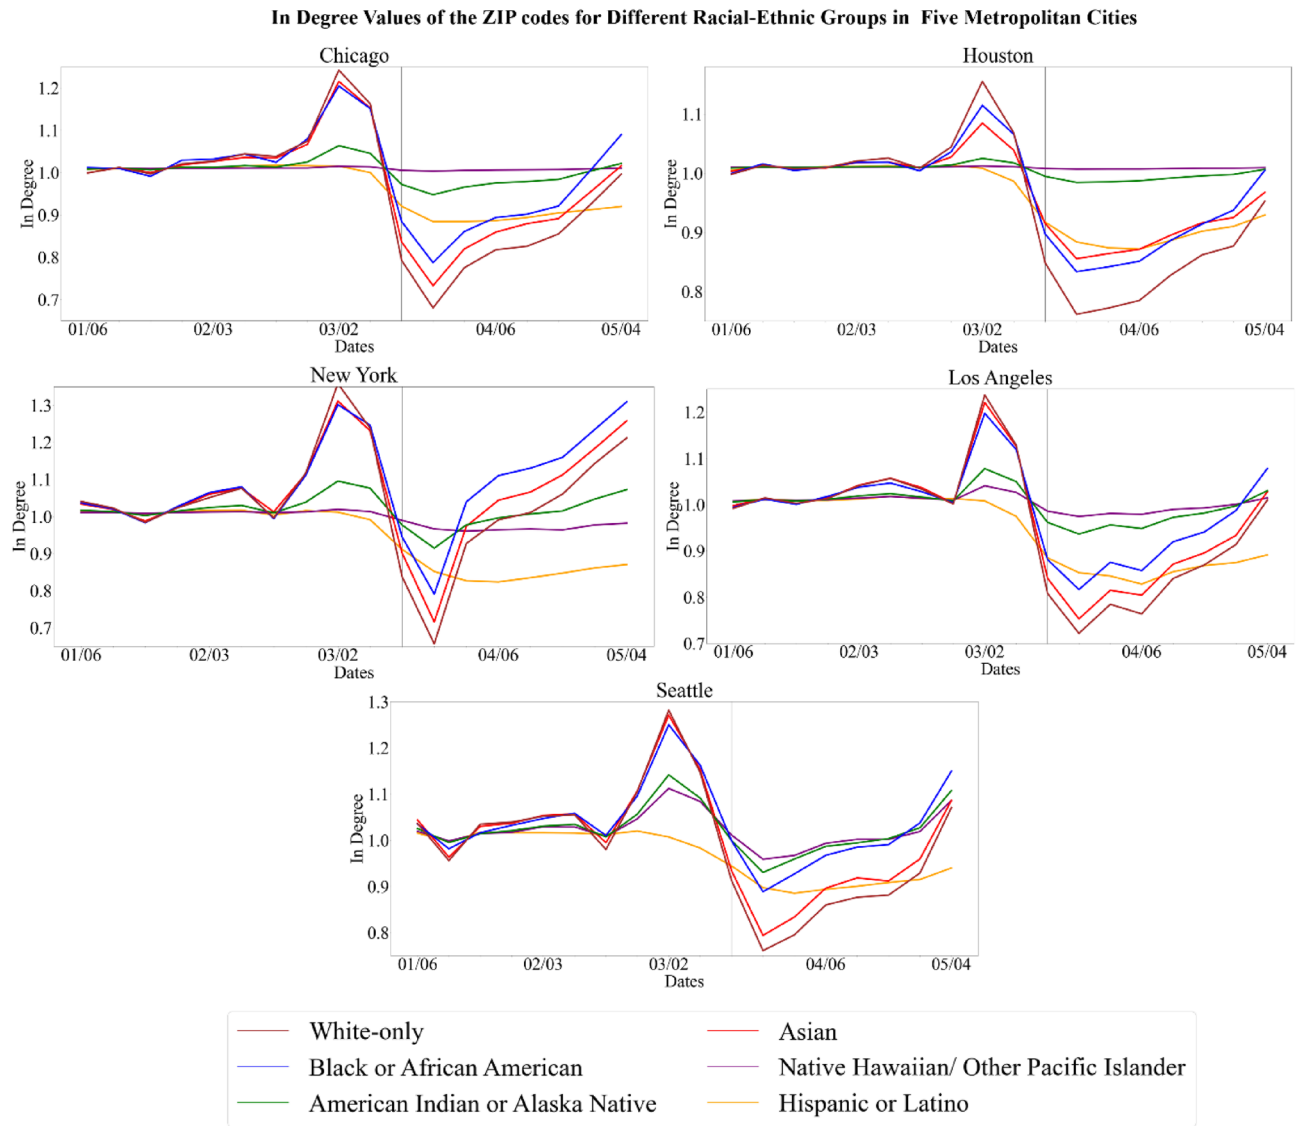 In Degree Values of the ZIP codes for Different Racial-Ethnic Groups in Five Metropolitan Cities
Chicago
In Degree
1.2
1.1
1.0
0.9
0.8
0.7
01/06 02/03 03/02 04/06 05/04
Dates
Houston
In Degree
1.1
1.0
0.9
0.8
01/06 02/03 03/02 04/06 05/04
Dates
New York
In Degree
1.3
1.2
1.1
1.0
0.9
0.8
0.7
01/06 02/03 03/02 04/06 05/04
Dates
Los Angeles
In Degree
1.2
1.1
1.0
0.9
0.8
0.7
01/06 02/03 03/02 04/06 05/04
Dates
Seattle
In Degree
1.3
1.2
1.1
1.0
0.9
0.8
01/06 02/03 03/02 04/06 05/04
Dates
White-only
Asian
Black or African American
Native Hawaiian/ Other Pacific Islander
American Indian or Alaska Native
Hispanic or Latino